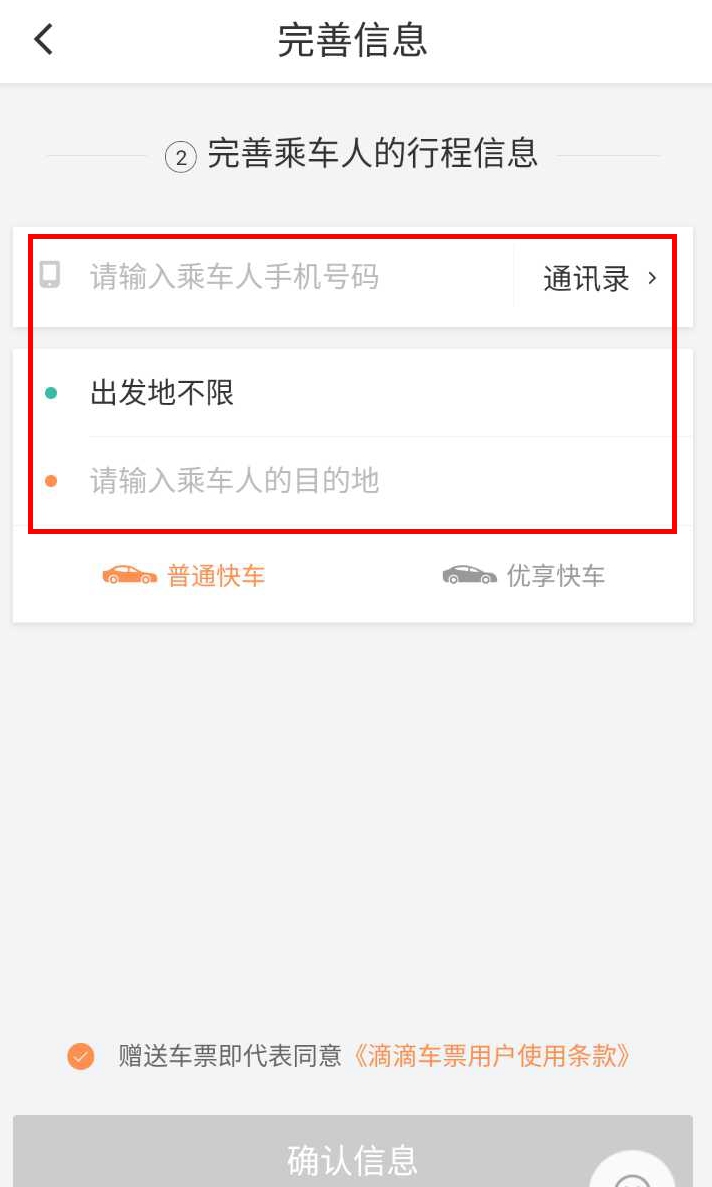 完善信息
② 完善乘车人的行程信息
请输入乘车人手机号码 通讯录 >
出发地不限
请输入乘车人的目的地
普通快车 优享快车
赠送车票即代表同意《滴滴车票用户使用条款》
确认信息